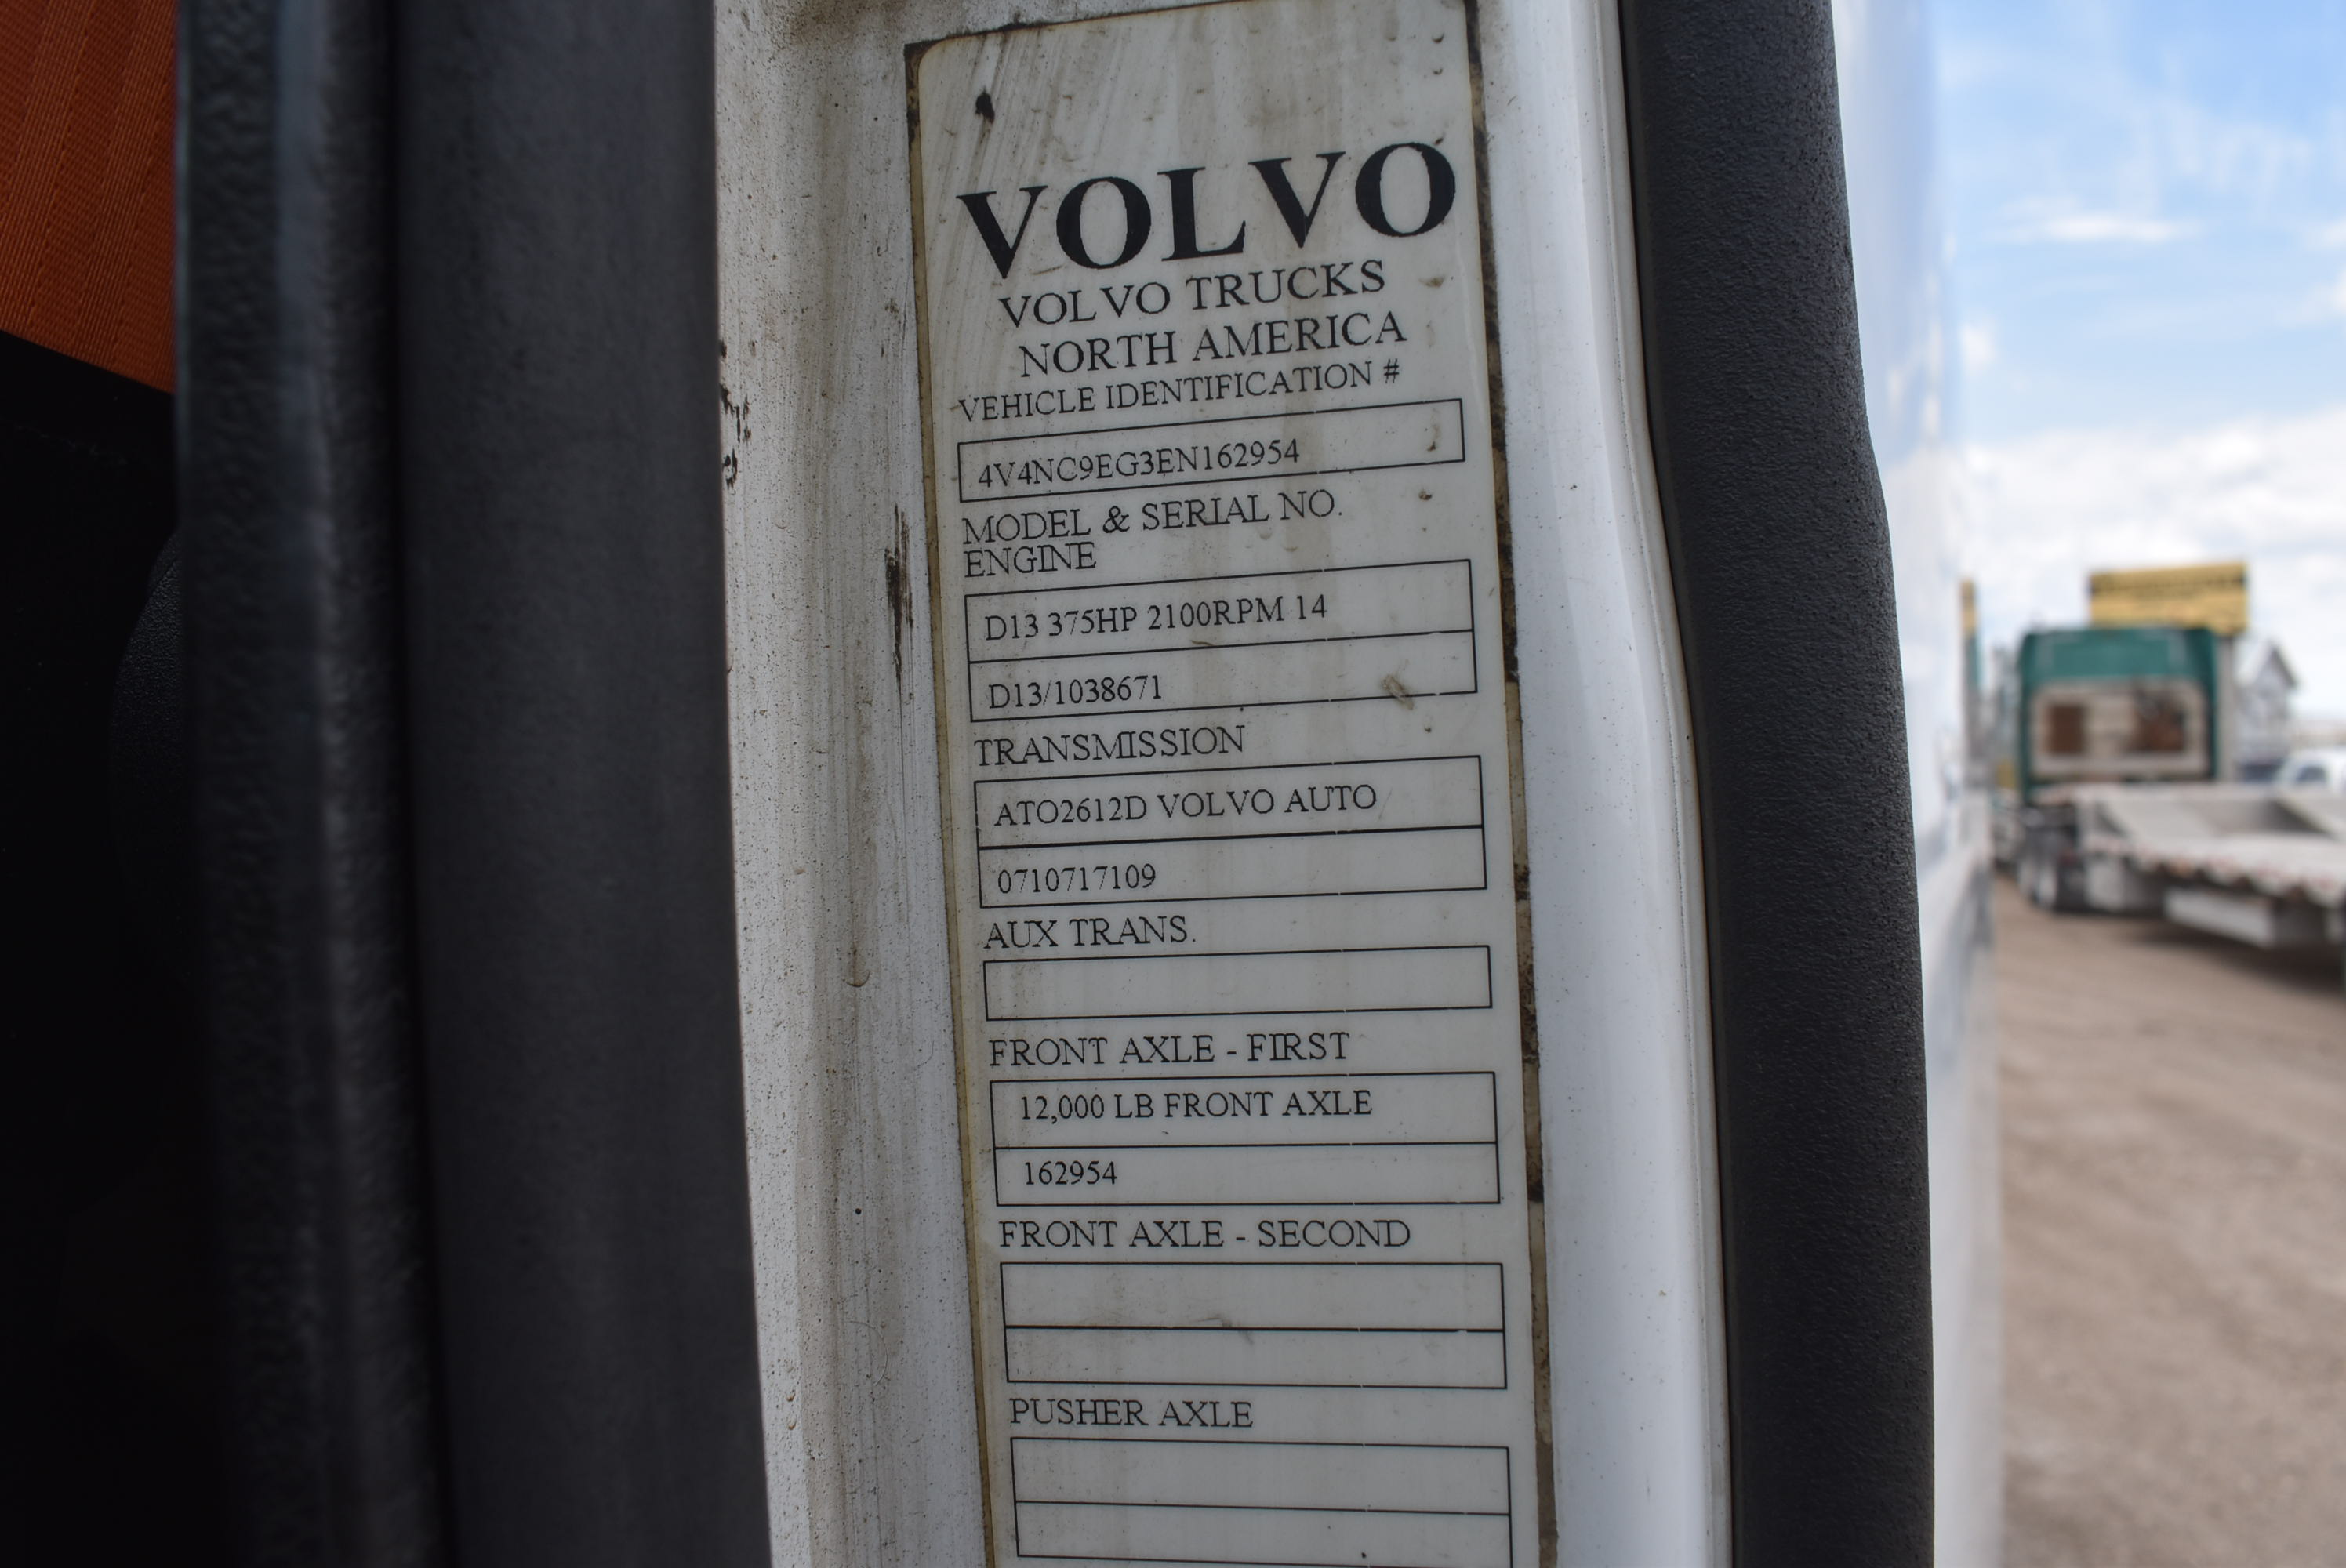 VOLVO
VOLVO TRUCKS
NORTH AMERICA
VEHICLE IDENTIFICATION #
4V4NC9EG3EN162954
MODEL & SERIAL NO.
ENGINE
D13 375HP 2100RPM 14
D13/1038671
TRANSMISSION
ATO2612D VOLVO AUTO
0710717109
AUX TRANS.
FRONT AXLE - FIRST
12,000 LB FRONT AXLE
162954
FRONT AXLE - SECOND
PUSHER AXLE